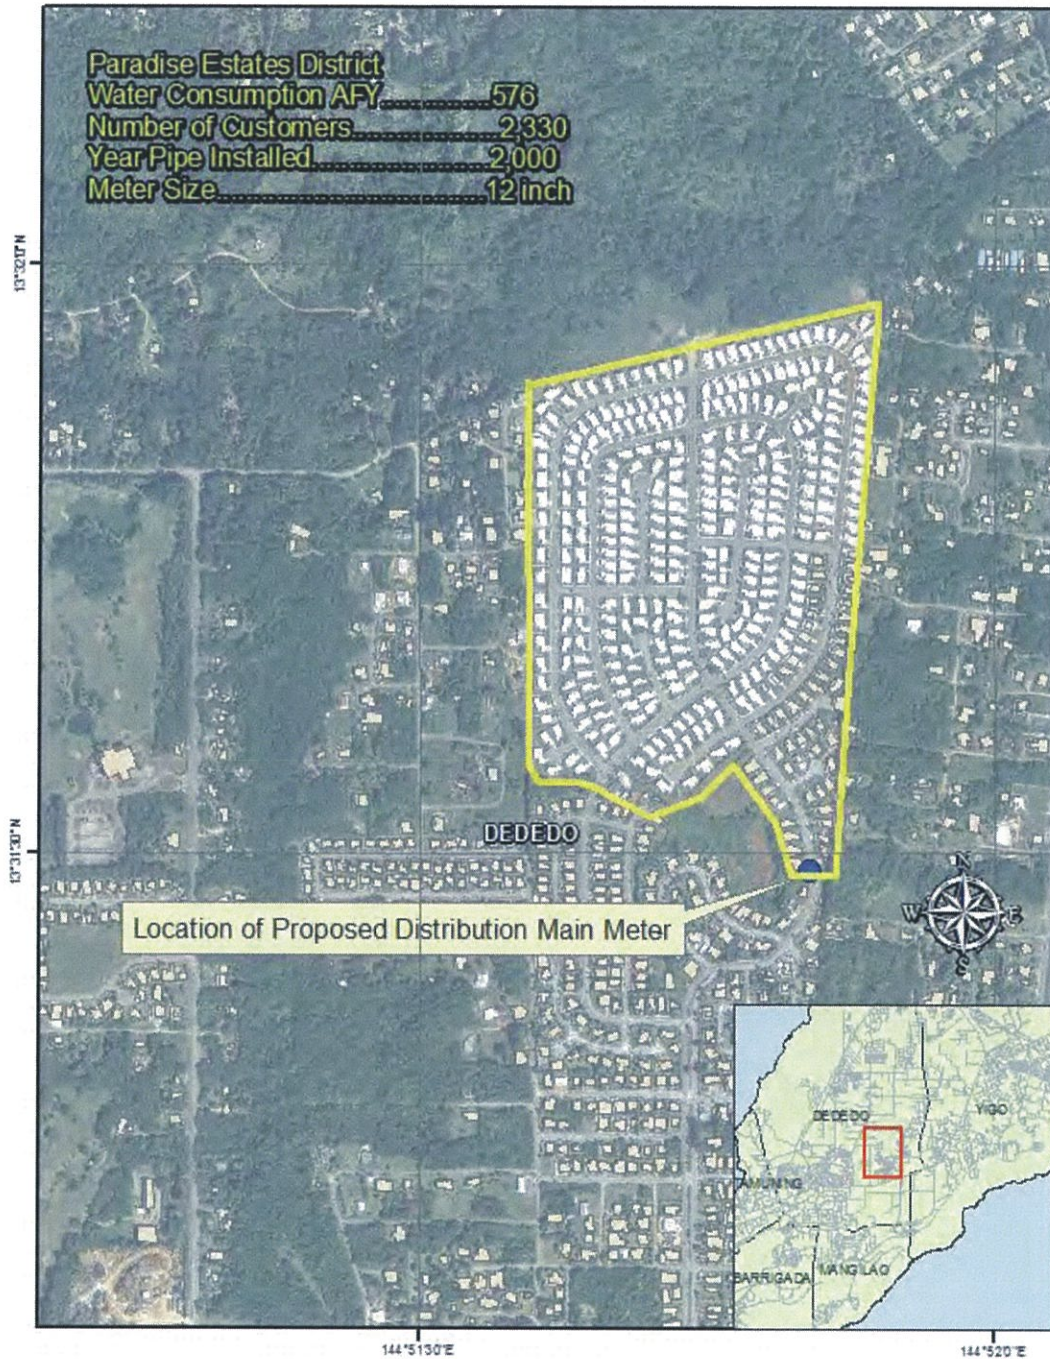 Paradise Estates District
Water Consumption AFY...............576
Number of Customers...................2,330
Year Pipe Installed......................2,000
Meter Size..................................12 inch
13°32'0"N
13°31'30"N
DEDEDO
Location of Proposed Distribution Main Meter
N
W
E
S
DEDEDO
YIGO
TAMUNING
BARRIGADA
MANGILAO
144°51'30"E
144°52'0"E